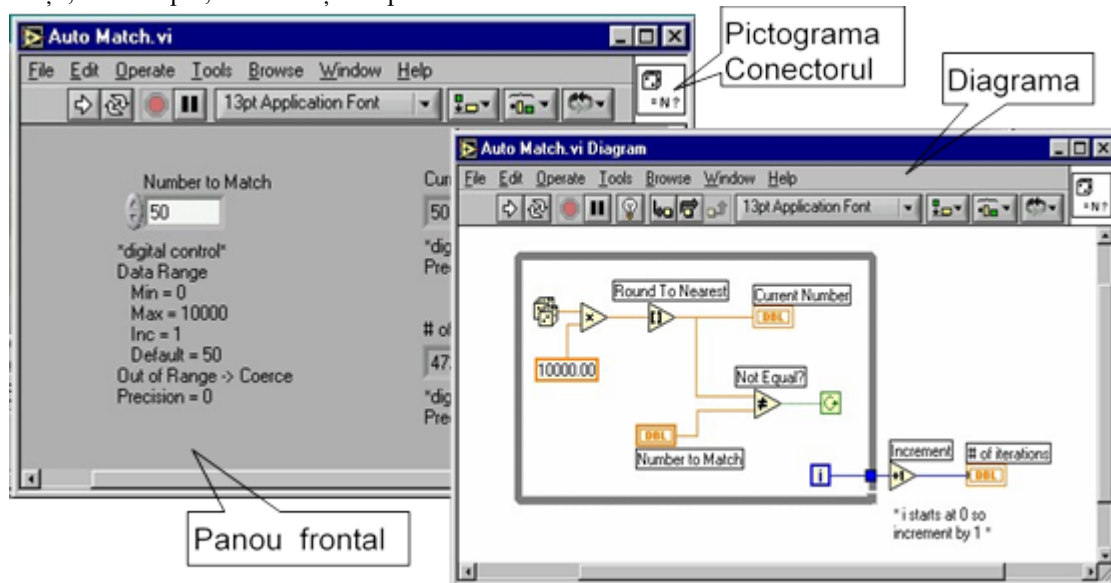 Auto Match.vi
File Edit Operate Tools Browse Window Help
13pt Application Font
= N ?
Pictograma
Conectorul
Diagrama
Number to Match
50
*digital control*
Data Range
Min = 0
Max = 10000
Inc = 1
Default = 50
Out of Range -> Coerce
Precision = 0
50
47
Panou frontal
Auto Match.vi Diagram
File Edit Operate Tools Browse Window Help
13pt Application Font
= N ?
Round To Nearest
Current Number
DBL
10000.00
Not Equal?
DBL
Number to Match
i
Increment
# of iterations
+1
DBL
* i starts at 0 so
increment by 1 *